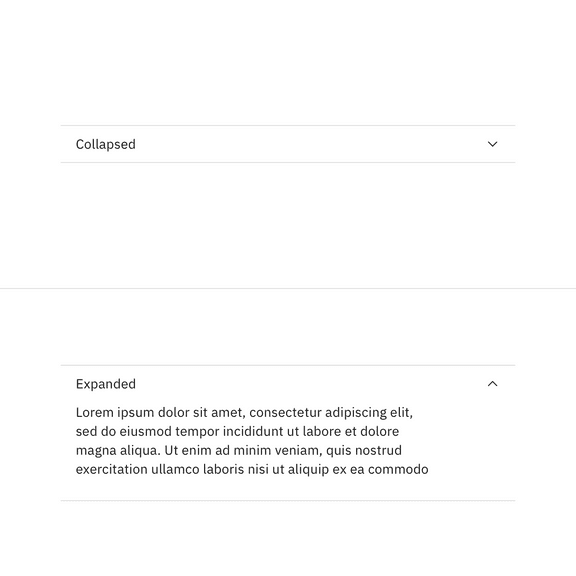 Collapsed
Expanded
Lorem ipsum dolor sit amet, consectetur adipiscing elit,
sed do eiusmod tempor incididunt ut labore et dolore
magna aliqua. Ut enim ad minim veniam, quis nostrud
exercitation ullamco laboris nisi ut aliquip ex ea commodo